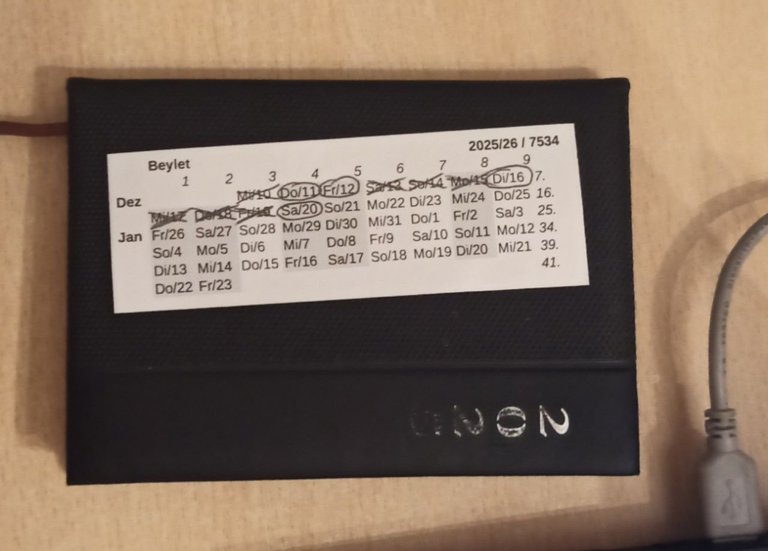 2025/26 / 7534
Beylet
1 2 3 4 5 6 7 8 9
Dez Mi/10 Do/11 Fr/12 Sa/13 So/14 Mo/15 Di/16 7.
Mi/17 Do/18 Fr/19 Sa/20 So/21 Mo/22 Di/23 Mi/24 Do/25 16.
Jan Fr/26 Sa/27 So/28 Mo/29 Di/30 Mi/31 Do/1 Fr/2 Sa/3 25.
So/4 Mo/5 Di/6 Mi/7 Do/8 Fr/9 Sa/10 So/11 Mo/12 34.
Di/13 Mi/14 Do/15 Fr/16 Sa/17 So/18 Mo/19 Di/20 Mi/21 39.
Do/22 Fr/23 41.
2025